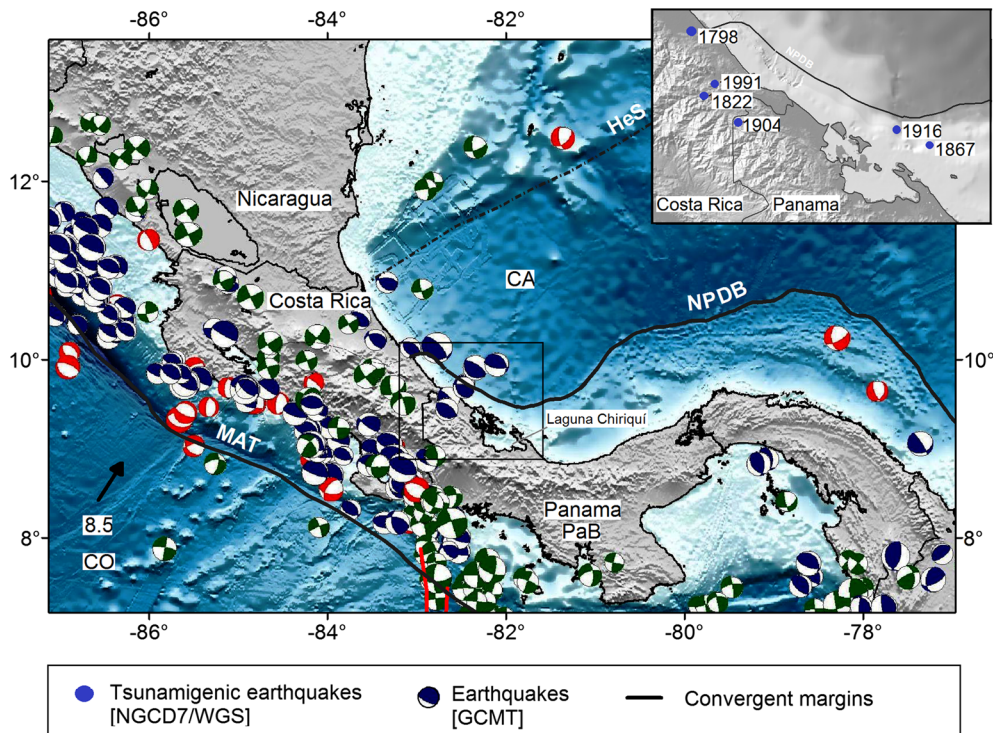 -86°
-84°
-82°
1798
NPDB
1991
1822
1904
1916
1867
Costa Rica
Panama
HeS
12°
Nicaragua
CA
Costa Rica
NPDB
10°
10°
Laguna Chiriquí
MAT
Panama
PaB
8.5
CO
8°
8°
-86°
-84°
-82°
-80°
-78°
Tsunamigenic earthquakes
[NGCD7/WGS]
Earthquakes
[GCMT]
Convergent margins